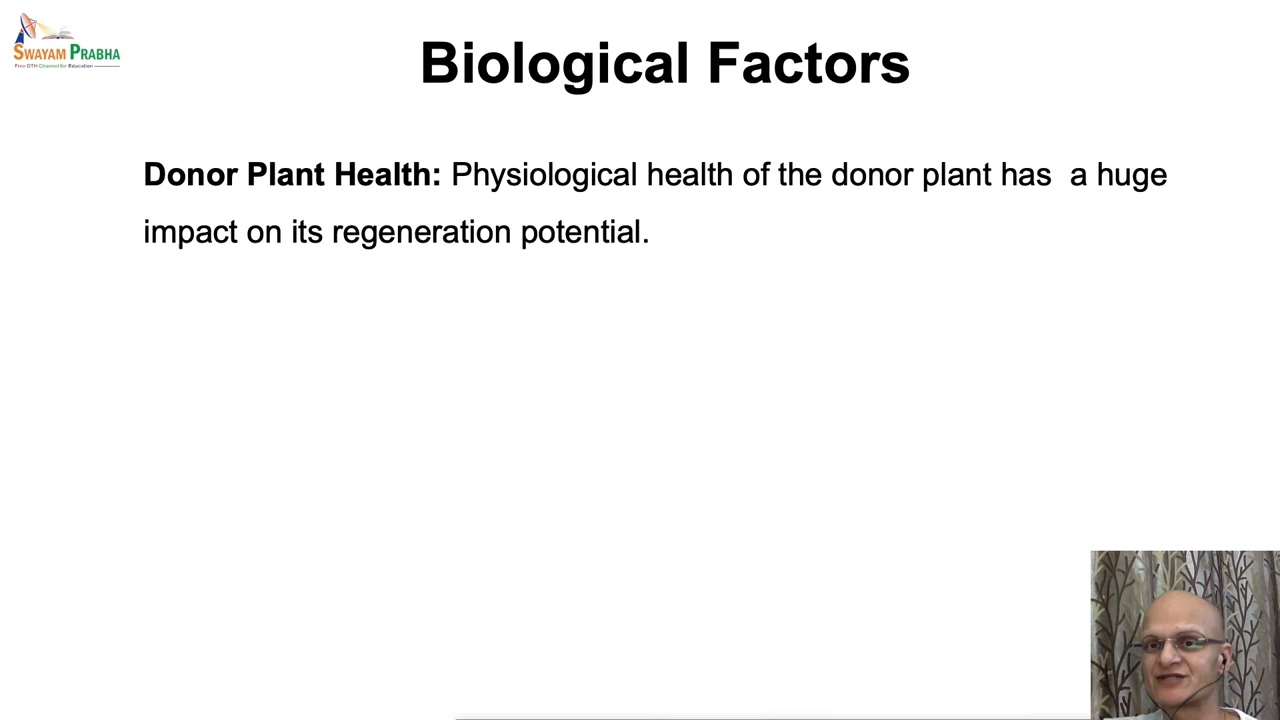 SWAYAM PRABHA
Free DTH Channel for Education
Biological Factors
Donor Plant Health: Physiological health of the donor plant has  a huge
impact on its regeneration potential.